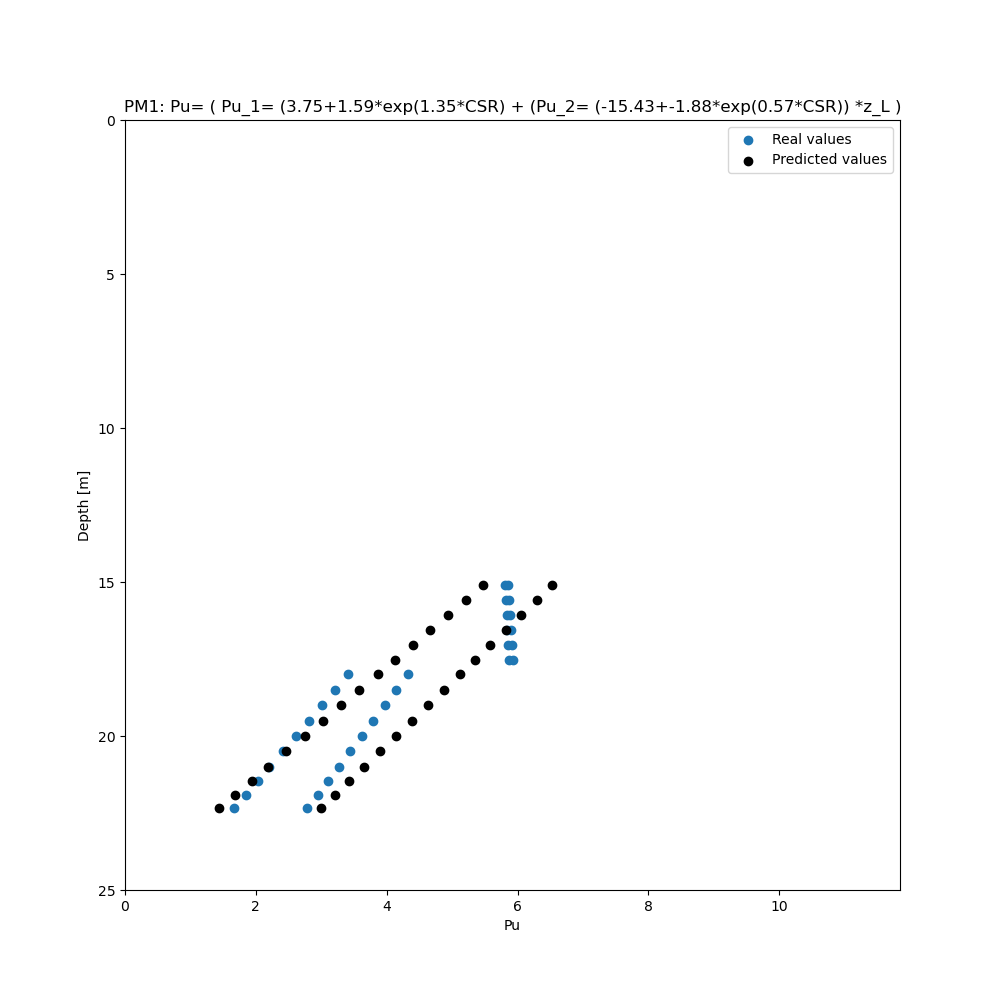 PM1: Pu= ( Pu_1= (3.75+1.59*exp(1.35*CSR) + (Pu_2= (-15.43+-1.88*exp(0.57*CSR)) *z_L )
Real values
Predicted values
0
5
10
15
20
25
Depth [m]
0 2 4 6 8 10
Pu